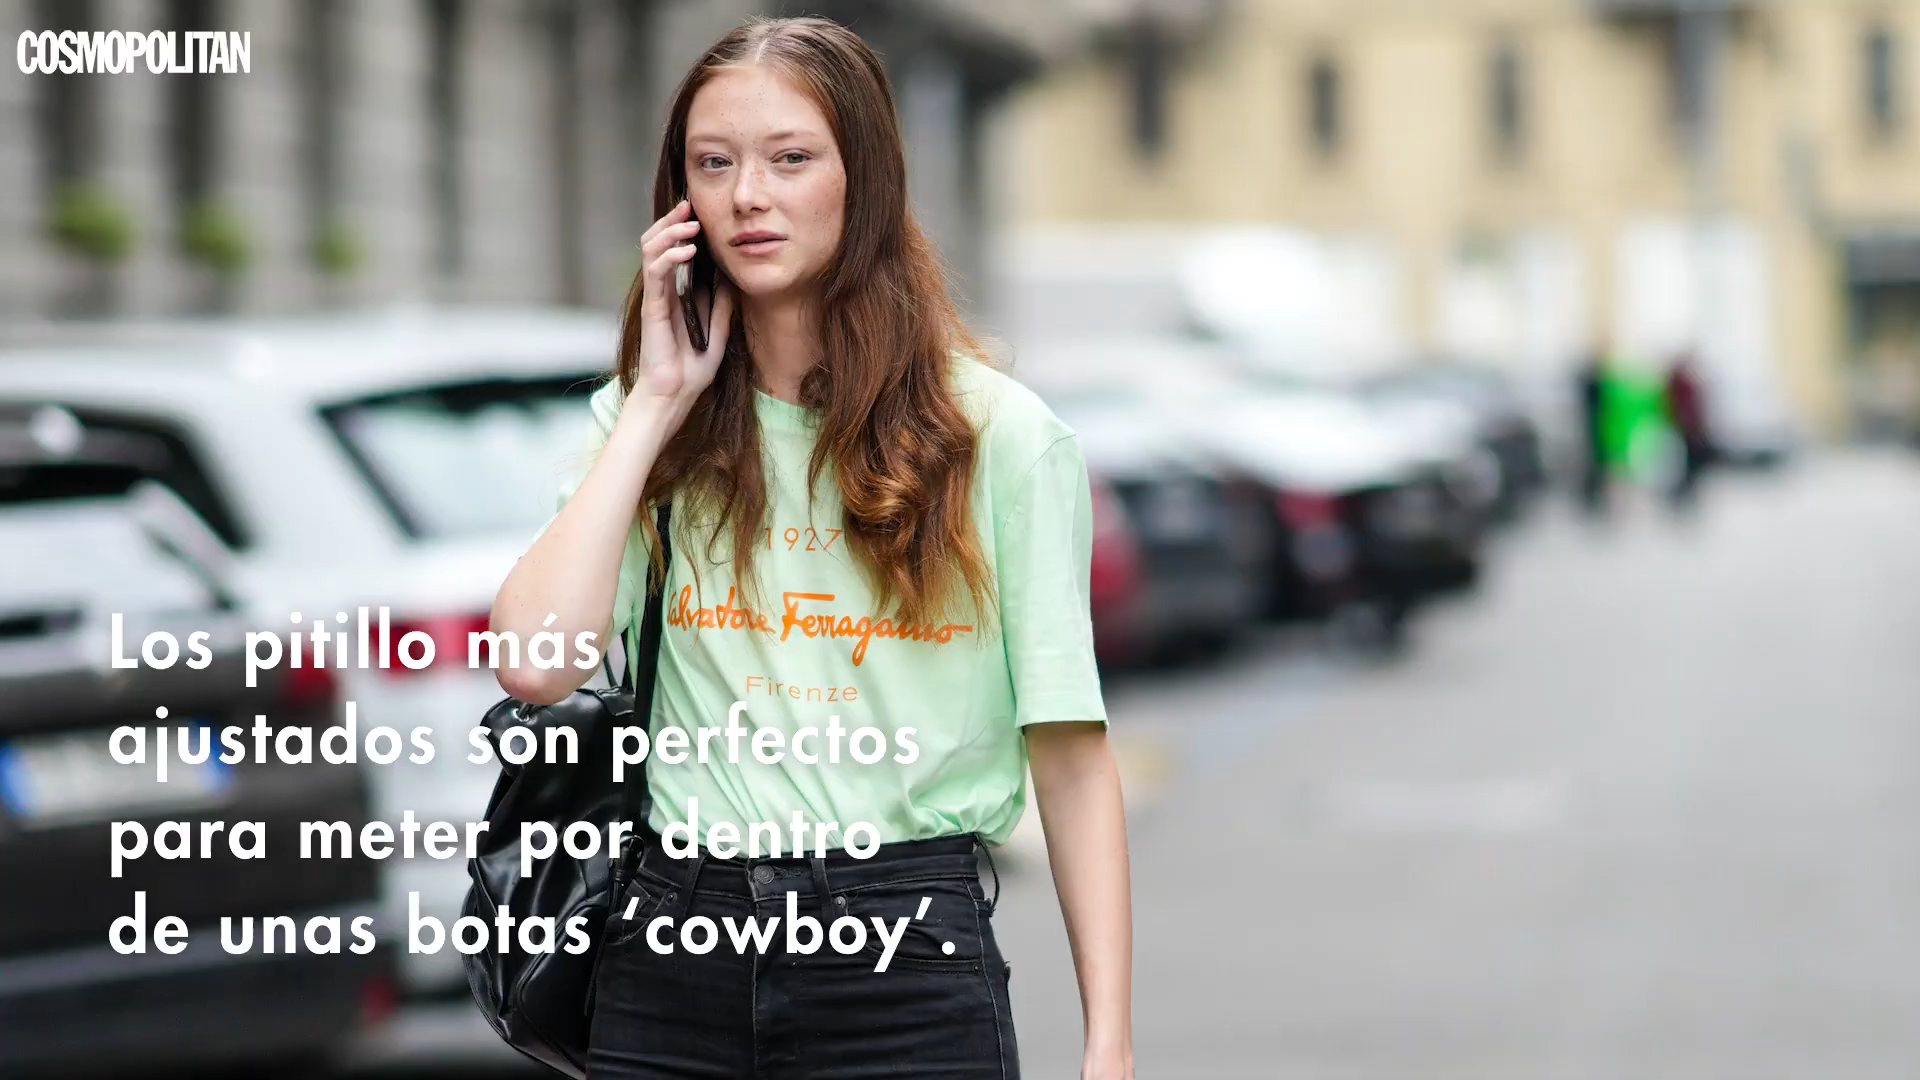 COSMOPOLITAN
1927
Salvatore Ferragamo
Firenze
Los pitillo más
ajustados son perfectos
para meter por dentro
de unas botas ‘cowboy’.